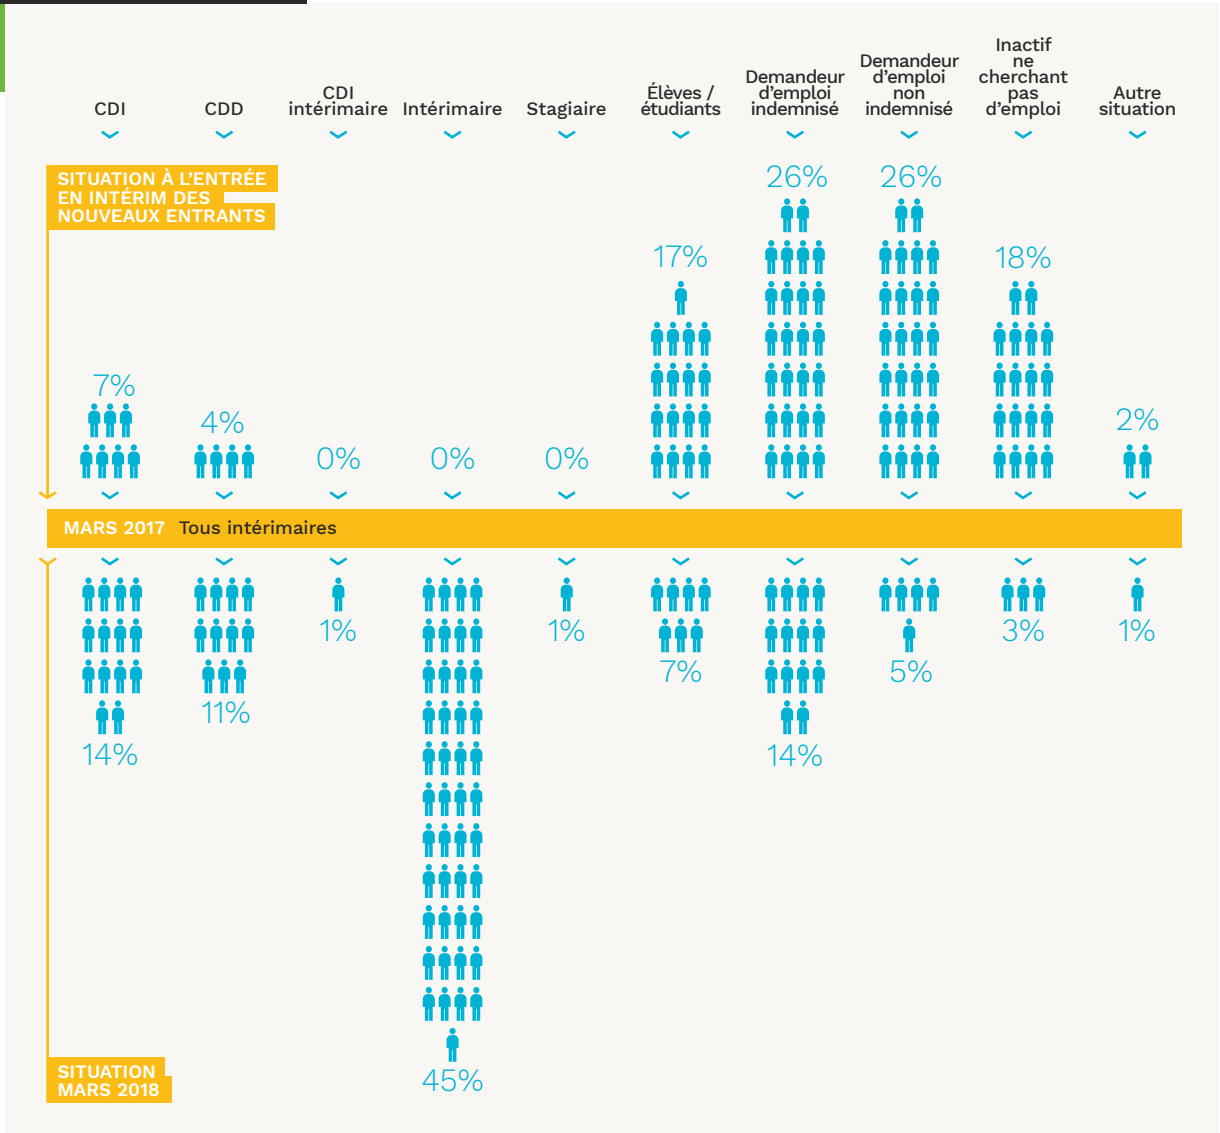 CDI
CDD
CDI
intérimaire
Intérimaire
Stagiaire
Élèves /
étudiants
Demandeur
d’emploi
indemnisé
Demandeur
d’emploi
non
indemnisé
Inactif
ne
cherchant
pas
d’emploi
Autre
situation
SITUATION À L’ENTRÉE
EN INTÉRIM DES
NOUVEAUX ENTRANTS
7%
4%
0%
0%
0%
17%
26%
26%
18%
2%
MARS 2017 Tous intérimaires
14%
11%
1%
45%
1%
7%
14%
5%
3%
1%
SITUATION
MARS 2018